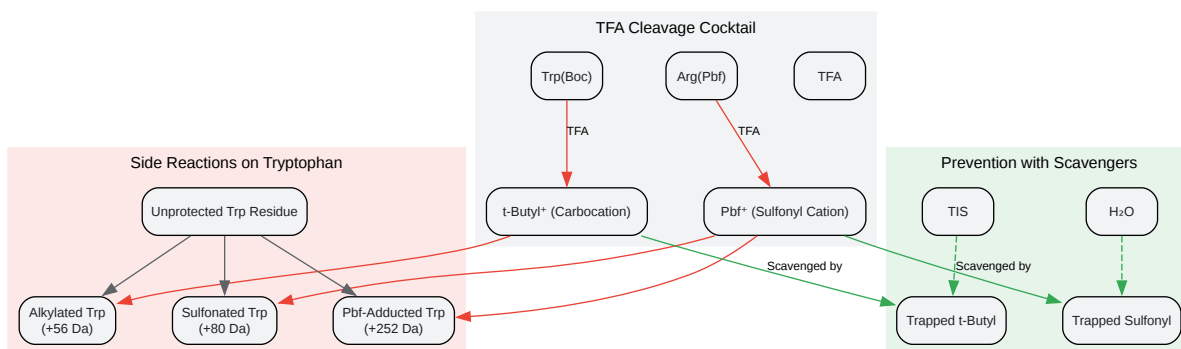 TFA Cleavage Cocktail
Trp(Boc)
Arg(Pbf)
TFA
TFA
TFA
Side Reactions on Tryptophan
Prevention with Scavengers
Unprotected Trp Residue
t-Butyl⁺ (Carbocation)
Pbf⁺ (Sulfonyl Cation)
TIS
H₂O
Scavenged by
Scavenged by
Alkylated Trp
(+56 Da)
Sulfonated Trp
(+80 Da)
Pbf-Adducted Trp
(+252 Da)
Trapped t-Butyl
Trapped Sulfonyl